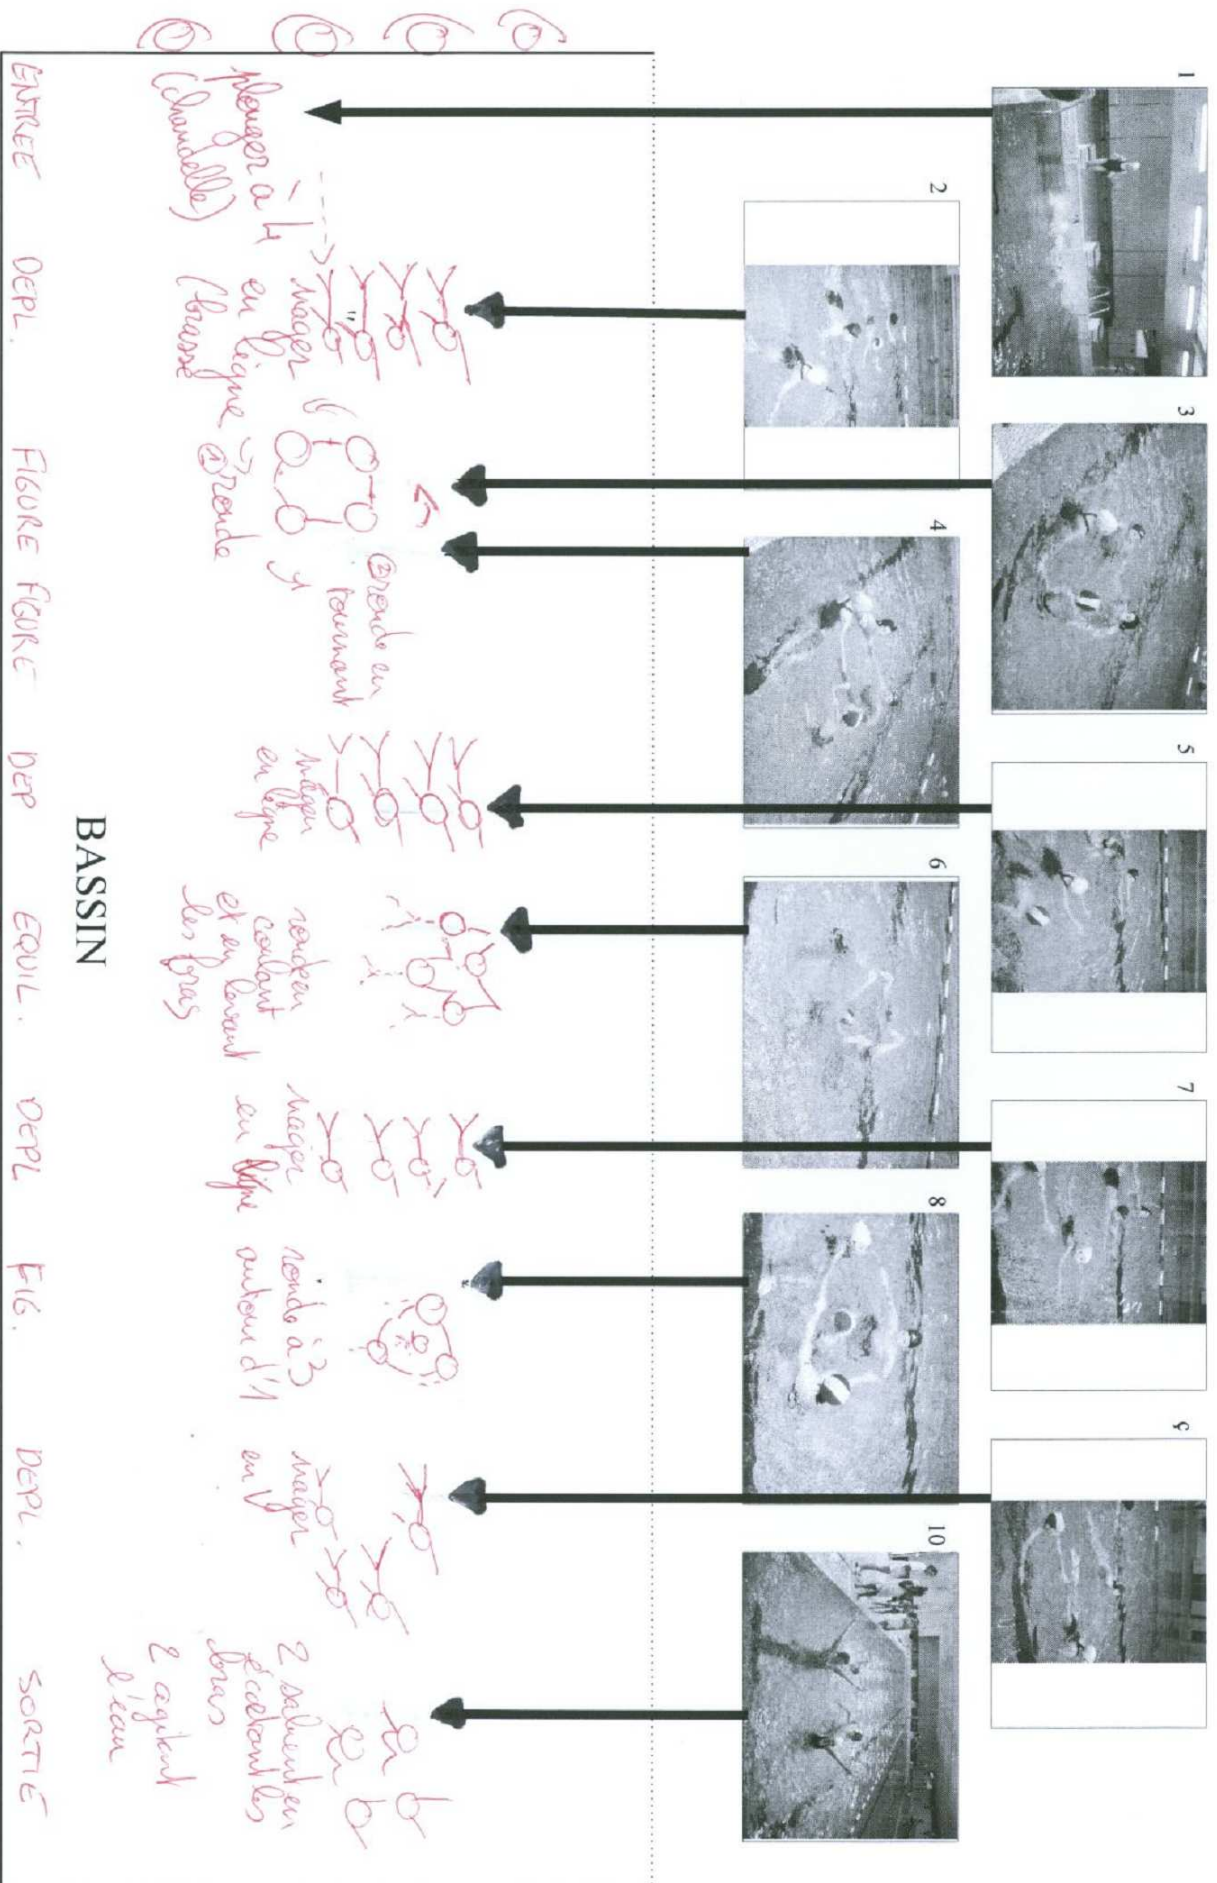 1
3
5
7
9
2
4
6
8
10
plonger à 4
(chandelle)
nager
en ligne
(brasse
① ronde
② ronde en
tournant
nager
en ligne
ronde en
coulant
et en levant
les bras
nager
en ligne
ronde à 3
autour d'1
nager
en V
2 saluent en
écartant les
bras
2 agitent
l'eau
BASSIN
ENTREE DEPL. FIGURE FIGURE DEP EQUIL. DEPL FIG. DEPL. SORTIE